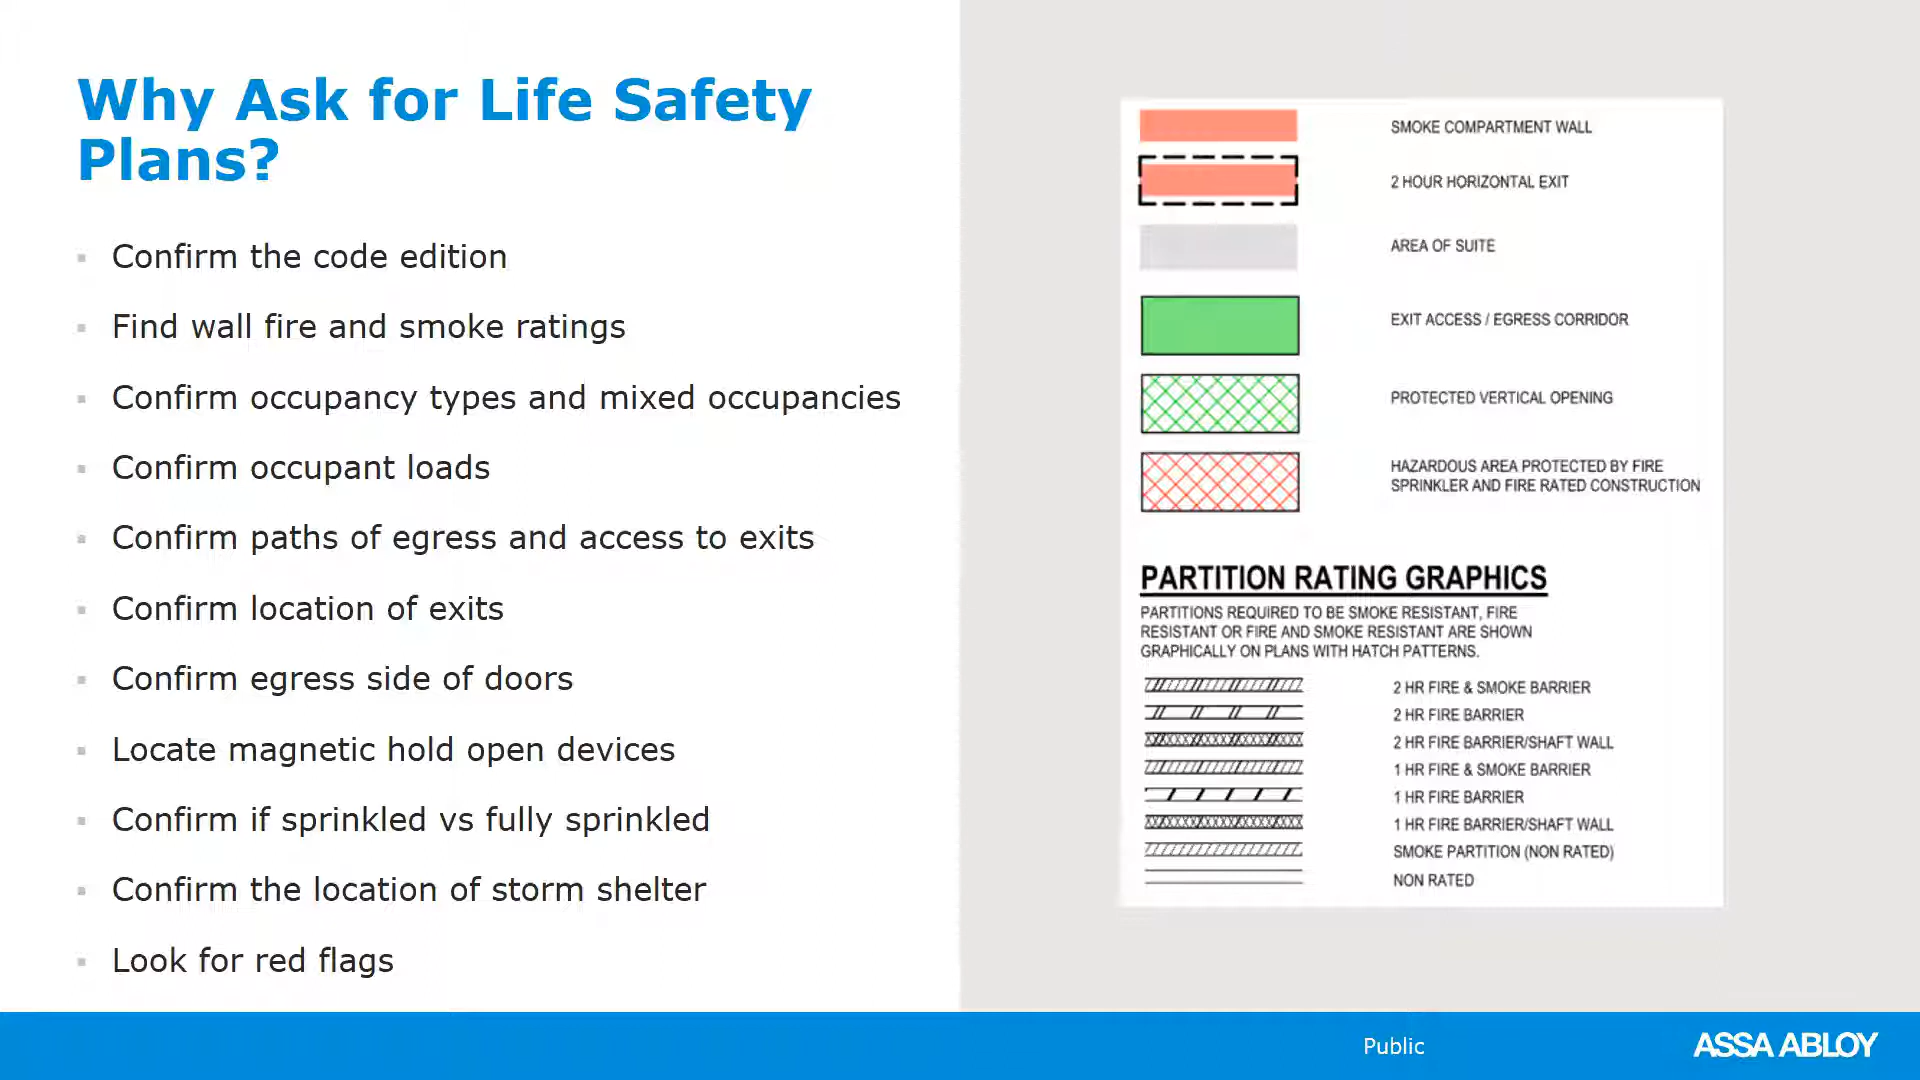 Why Ask for Life Safety
Plans?
Confirm the code edition
Find wall fire and smoke ratings
Confirm occupancy types and mixed occupancies
Confirm occupant loads
Confirm paths of egress and access to exits
Confirm location of exits
Confirm egress side of doors
Locate magnetic hold open devices
Confirm if sprinkled vs fully sprinkled
Confirm the location of storm shelter
Look for red flags
SMOKE COMPARTMENT WALL
2 HOUR HORIZONTAL EXIT
AREA OF SUITE
EXIT ACCESS / EGRESS CORRIDOR
PROTECTED VERTICAL OPENING
HAZARDOUS AREA PROTECTED BY FIRE
SPRINKLER AND FIRE RATED CONSTRUCTION
PARTITION RATING GRAPHICS
PARTITIONS REQUIRED TO BE SMOKE RESISTANT, FIRE
RESISTANT OR FIRE AND SMOKE RESISTANT ARE SHOWN
GRAPHICALLY ON PLANS WITH HATCH PATTERNS.
2 HR FIRE & SMOKE BARRIER
2 HR FIRE BARRIER
2 HR FIRE BARRIER/SHAFT WALL
1 HR FIRE & SMOKE BARRIER
1 HR FIRE BARRIER
1 HR FIRE BARRIER/SHAFT WALL
SMOKE PARTITION (NON RATED)
NON RATED
Public
ASSA ABLOY